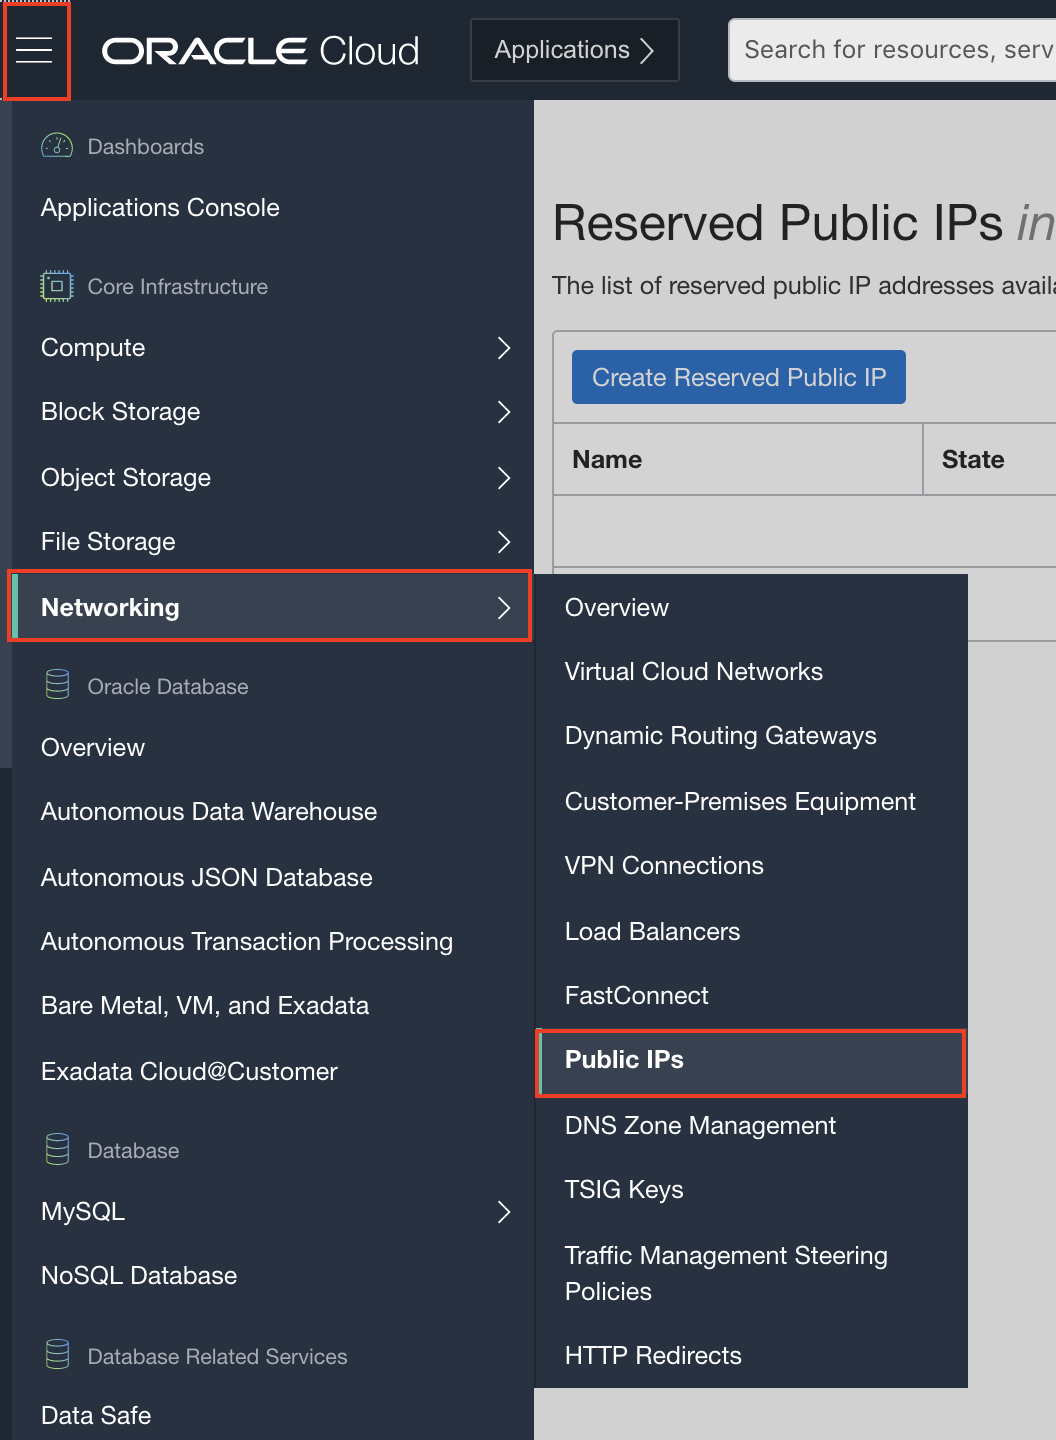 ORACLE Cloud
Applications
Search for resources, serv
Dashboards
Applications Console
Core Infrastructure
Compute
Block Storage
Object Storage
File Storage
Networking
Oracle Database
Overview
Autonomous Data Warehouse
Autonomous JSON Database
Autonomous Transaction Processing
Bare Metal, VM, and Exadata
Exadata Cloud@Customer
Database
MySQL
NoSQL Database
Database Related Services
Data Safe
Reserved Public IPs in
The list of reserved public IP addresses availa
Create Reserved Public IP
Name State
Overview
Virtual Cloud Networks
Dynamic Routing Gateways
Customer-Premises Equipment
VPN Connections
Load Balancers
FastConnect
Public IPs
DNS Zone Management
TSIG Keys
Traffic Management Steering
Policies
HTTP Redirects